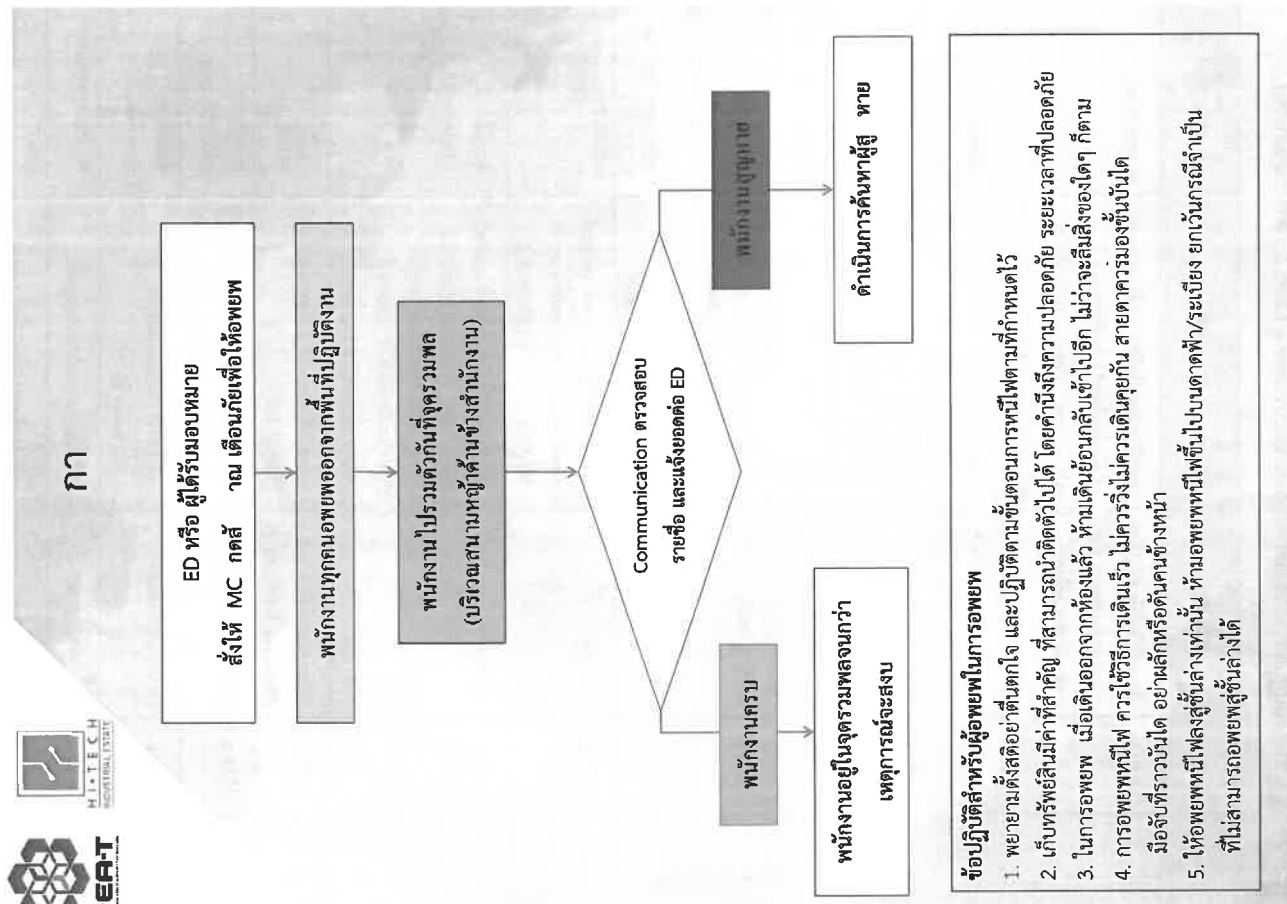 HI•TECH
INDUSTRIAL ESTATE
กา
ED หรือ ผู้ได้รับมอบหมาย
สั่งให้ MC กดสั าณ เตือนภัยเพื่อให้อพยพ
พนักงานทุกคนอพยพออกจากพื้นที่ปฏิบัติงาน
พนักงานไปรวมตัวกันที่จุดรวมพล
(บริเวณสนามหญ้าด้านข้างสำนักงาน)
Communication ตรวจสอบ
รายชื่อ และแจ้งยอดต่อ ED
พนักงานครบ
พนักงานสูญหาย
พนักงานอยู่ในจุดรวมพลจนกว่า
เหตุการณ์จะสงบ
ดำเนินการค้นหาผู้สู หาย
ข้อปฏิบัติสำหรับผู้อพยพในการอพยพ
1. พยายามตั้งสติอย่าตื่นตกใจ และปฏิบัติตามขั้นตอนการหนีไฟตามที่กำหนดไว้
2. เก็บทรัพย์สินมีค่าที่สำคัญ ที่สามารถนำติดตัวไปได้ โดยคำนึงถึงความปลอดภัย ระยะเวลาที่ปลอดภัย
3. ในการอพยพ เมื่อเดินออกจากห้องแล้ว ห้ามเดินย้อนกลับเข้าไปอีก ไม่ว่าจะลืมสิ่งของใดๆ ก็ตาม
4. การอพยพหนีไฟ ควรใช้วิธีการเดินเร็ว ไม่ควรวิ่งไม่ควรเดินคุยกัน สายตาควรมองขั้นบันได
มือจับที่ราวบันได อย่าผลักหรือดันคนข้างหน้า
5. ให้อพยพหนีไฟลงสู่ชั้นล่างเท่านั้น ห้ามอพยพหนีไฟขึ้นไปบนดาดฟ้า/ระเบียง ยกเว้นกรณีจำเป็น
ที่ไม่สามารถอพยพสู่ชั้นล่างได้